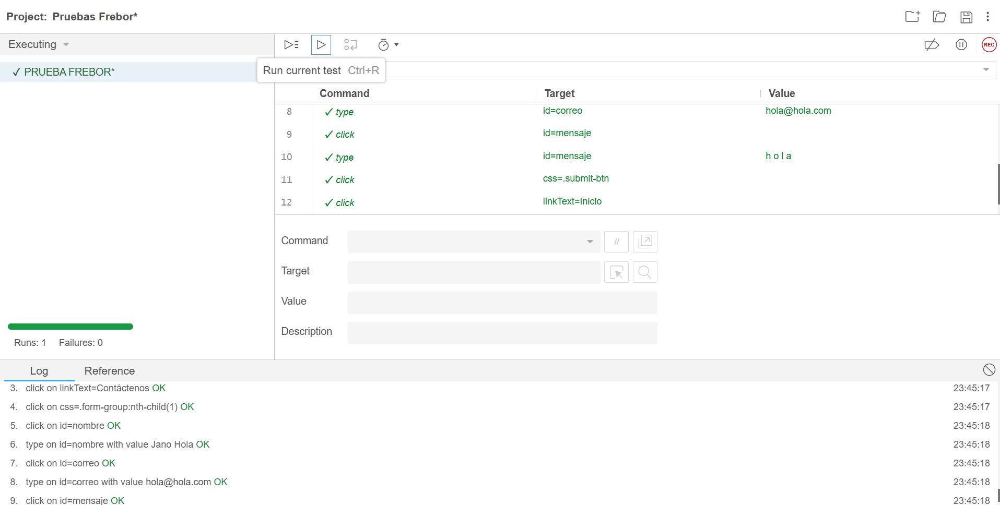 Project: Pruebas Frebor*
Executing
REC
✓ PRUEBA FREBOR*
Run current test Ctrl+R
Command Target Value
8 ✓ type id=correo hola@hola.com
9 ✓ click id=mensaje
10 ✓ type id=mensaje h o l a
11 ✓ click css=.submit-btn
12 ✓ click linkText=Inicio
Command //
Target
Value
Description
Runs: 1 Failures: 0
Log Reference
3. click on linkText=Contáctenos OK 23:45:17
4. click on css=.form-group:nth-child(1) OK 23:45:17
5. click on id=nombre OK 23:45:18
6. type on id=nombre with value Jano Hola OK 23:45:18
7. click on id=correo OK 23:45:18
8. type on id=correo with value hola@hola.com OK 23:45:18
9. click on id=mensaje OK 23:45:18